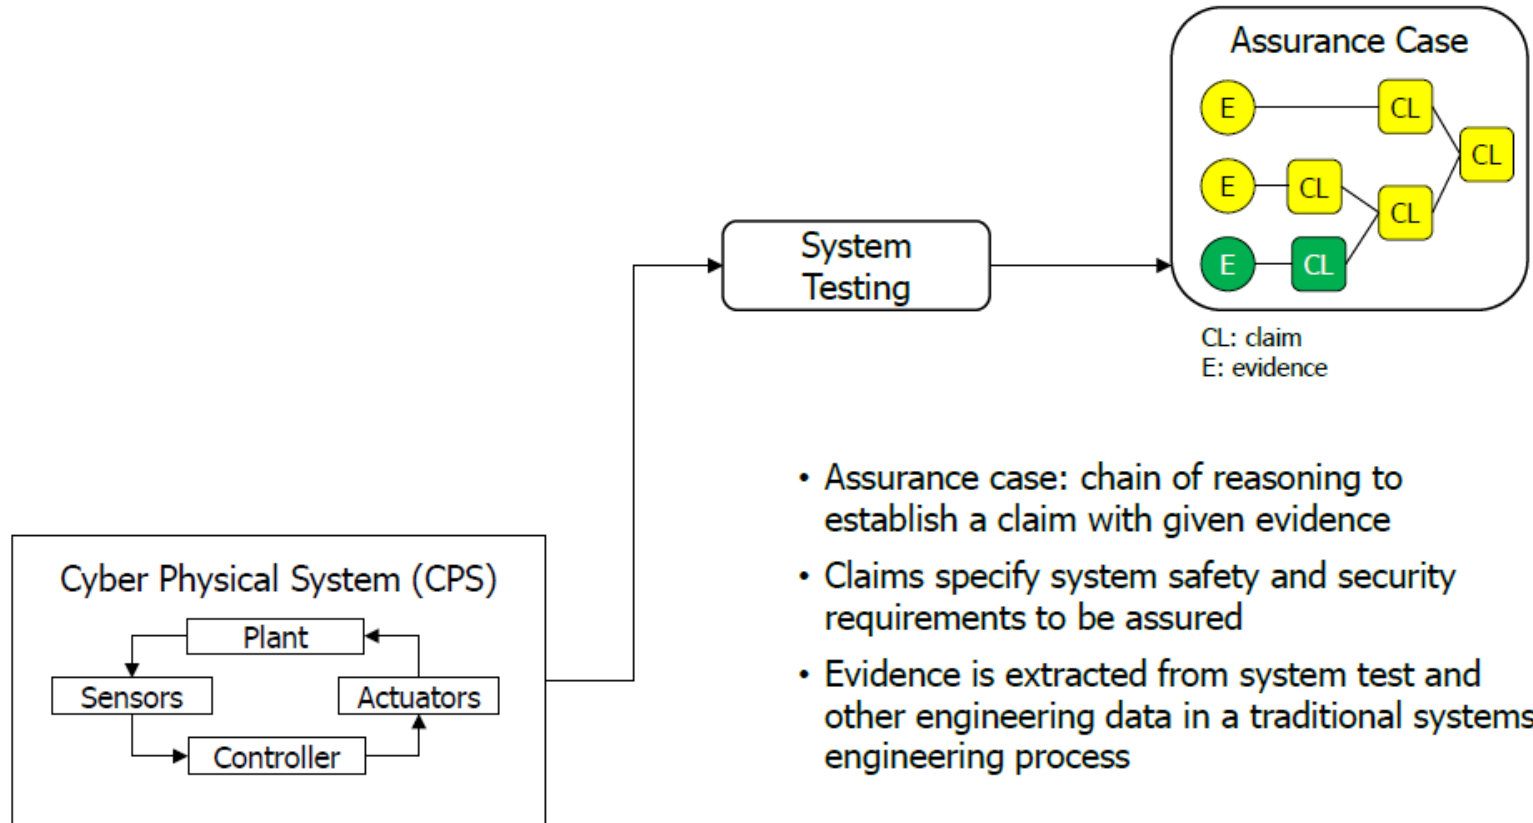 Assurance Case
E
CL
CL
E
CL
CL
E
CL
CL: claim
E: evidence
System
Testing
Cyber Physical System (CPS)
Plant
Sensors
Actuators
Controller
• Assurance case: chain of reasoning to
establish a claim with given evidence
• Claims specify system safety and security
requirements to be assured
• Evidence is extracted from system test and
other engineering data in a traditional systems
engineering process